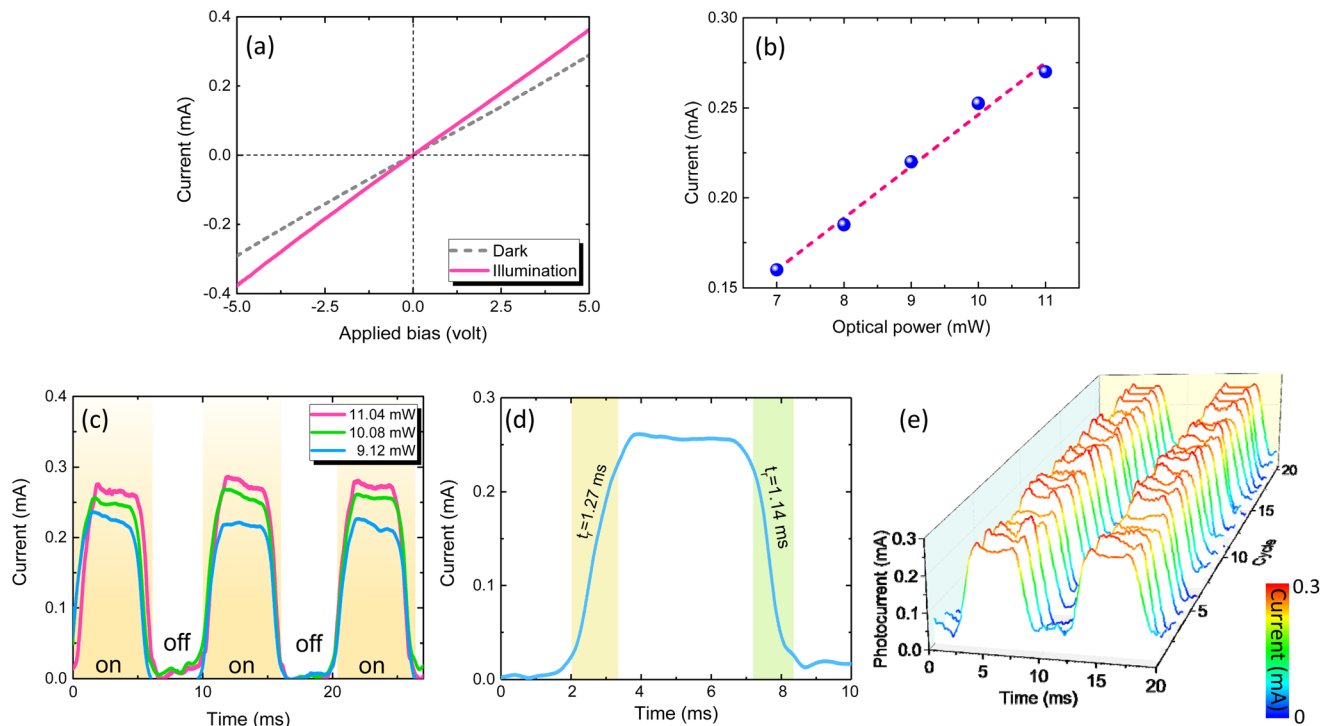 (a)
0.4
0.2
0.0
-0.2
-0.4
Current (mA)
-5.0
-2.5
0.0
2.5
5.0
Applied bias (volt)
Dark
Illumination
(b)
0.30
0.25
0.20
0.15
Current (mA)
7
8
9
10
11
Optical power (mW)
(c)
0.4
0.3
0.2
0.1
0.0
Current (mA)
11.04 mW
10.08 mW
9.12 mW
on
off
on
off
on
0
10
20
Time (ms)
(d)
0.3
0.2
0.1
0.0
Current (mA)
tr=1.27 ms
tr=1.14 ms
0
2
4
6
8
10
Time (ms)
(e)
0.3
0.2
0.1
0.0
Photocurrent (mA)
0
5
10
15
20
Time (ms)
5
10
15
20
Cycle
0.3
Current (mA)
0